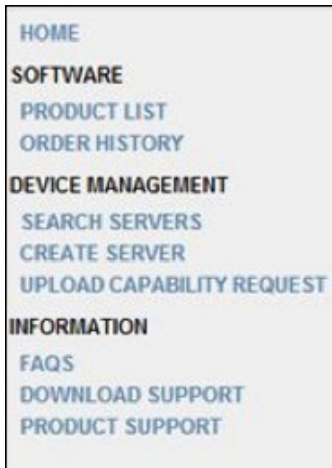 HOME
SOFTWARE
PRODUCT LIST
ORDER HISTORY
DEVICE MANAGEMENT
SEARCH SERVERS
CREATE SERVER
UPLOAD CAPABILITY REQUEST
INFORMATION
FAQS
DOWNLOAD SUPPORT
PRODUCT SUPPORT